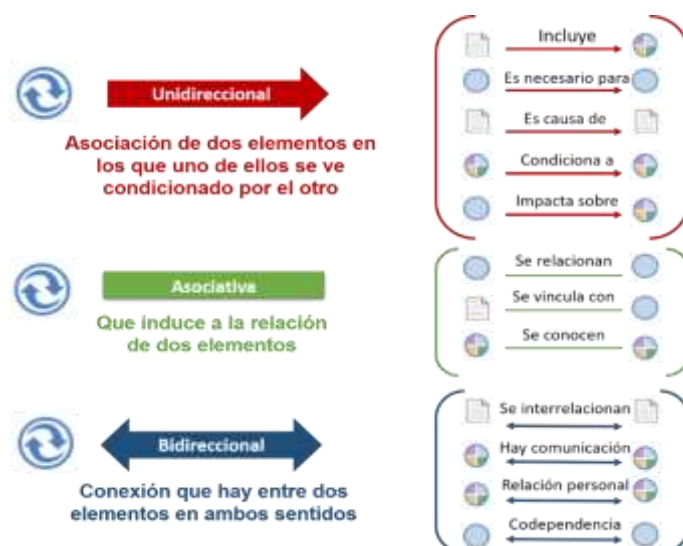 Unidireccional
Asociación de dos elementos en
los que uno de ellos se ve
condicionado por el otro
Incluye
Es necesario para
Es causa de
Condiciona a
Impacta sobre
Asociativa
Que induce a la relación
de dos elementos
Se relacionan
Se vincula con
Se conocen
Bidireccional
Conexión que hay entre dos
elementos en ambos sentidos
Se interrelacionan
Hay comunicación
Relación personal
Codependencia